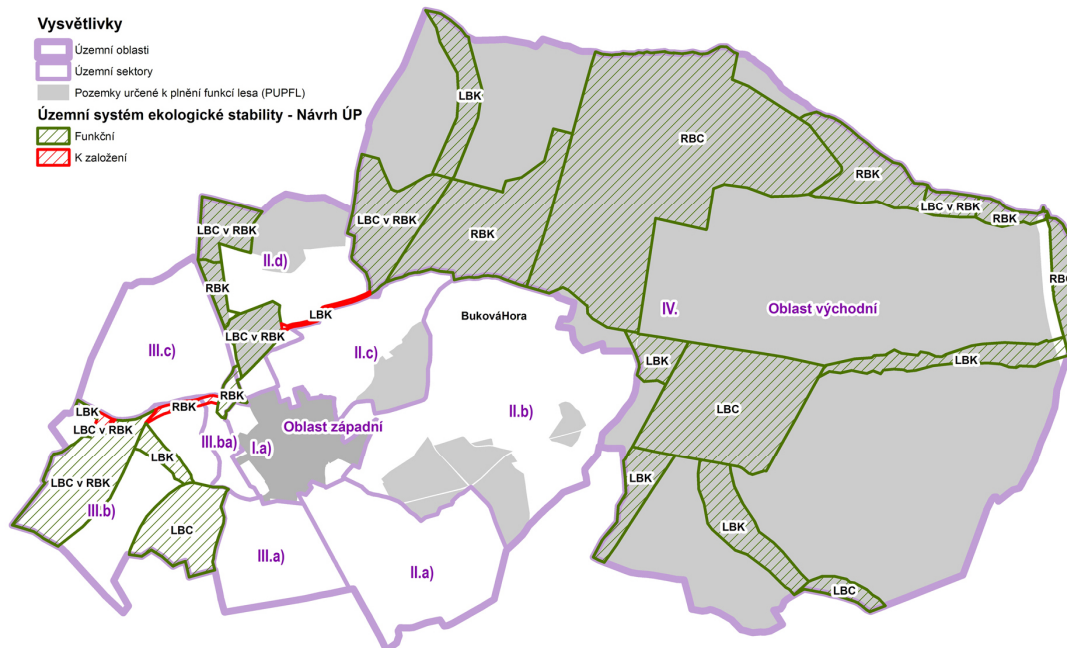 Vysvětlivky
Územní oblasti
Územní sektory
Pozemky určené k plnění funkcí lesa (PUPFL)
Územní systém ekologické stability - Návrh ÚP
Funkční
K založení
LBK
RBC
RBK
LBC v RBK
RBK
LBC v RBK
RBK
LBC v RBK
II.d)
RBK
RBC
LBK
IV.
Oblast východní
BukováHora
III.c)
LBC v RBK
II.c)
LBK
LBK
RBK
RBK
LBC
LBK
LBC v RBK
III.ba)
I.a)
Oblast západní
II.b)
LBK
LBC v RBK
LBK
III.b)
LBC
LBK
III.a)
II.a)
LBC